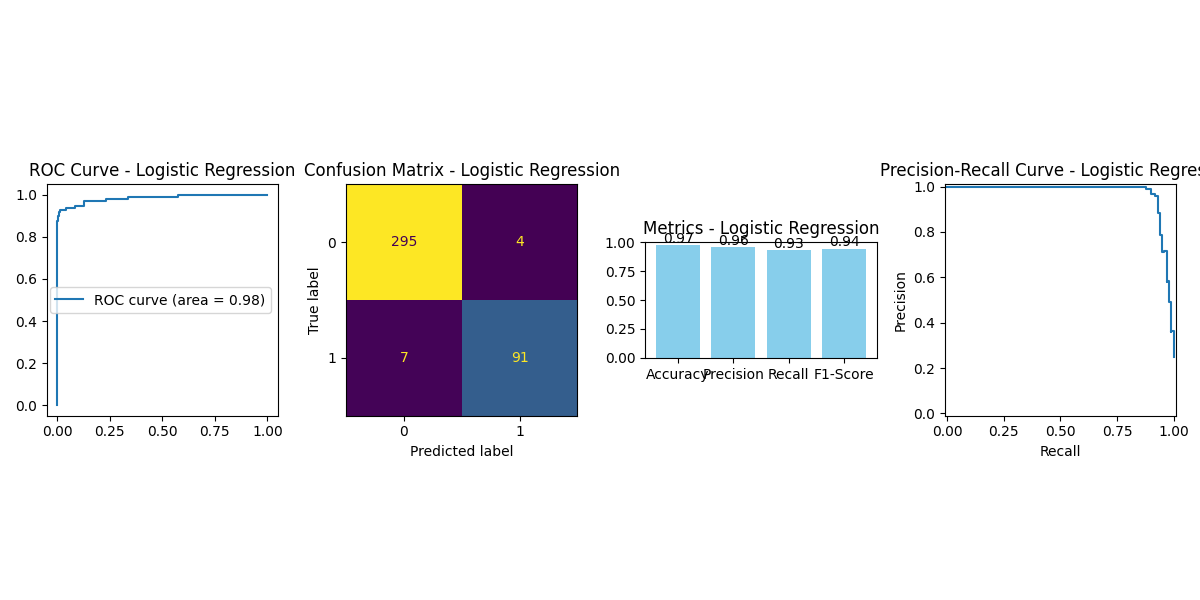 ROC Curve - Logistic Regression
1.0
0.8
0.6
0.4
0.2
0.0
ROC curve (area = 0.98)
0.00 0.25 0.50 0.75 1.00
Confusion Matrix - Logistic Regression
True label
0
1
295 4
7 91
0 1
Predicted label
Metrics - Logistic Regression
0.97 0.96 0.93 0.94
1.00
0.75
0.50
0.25
0.00
Accuracy Precision Recall F1-Score
Precision-Recall Curve - Logistic Regres
Precision
1.0
0.8
0.6
0.4
0.2
0.0
0.00 0.25 0.50 0.75 1.00
Recall